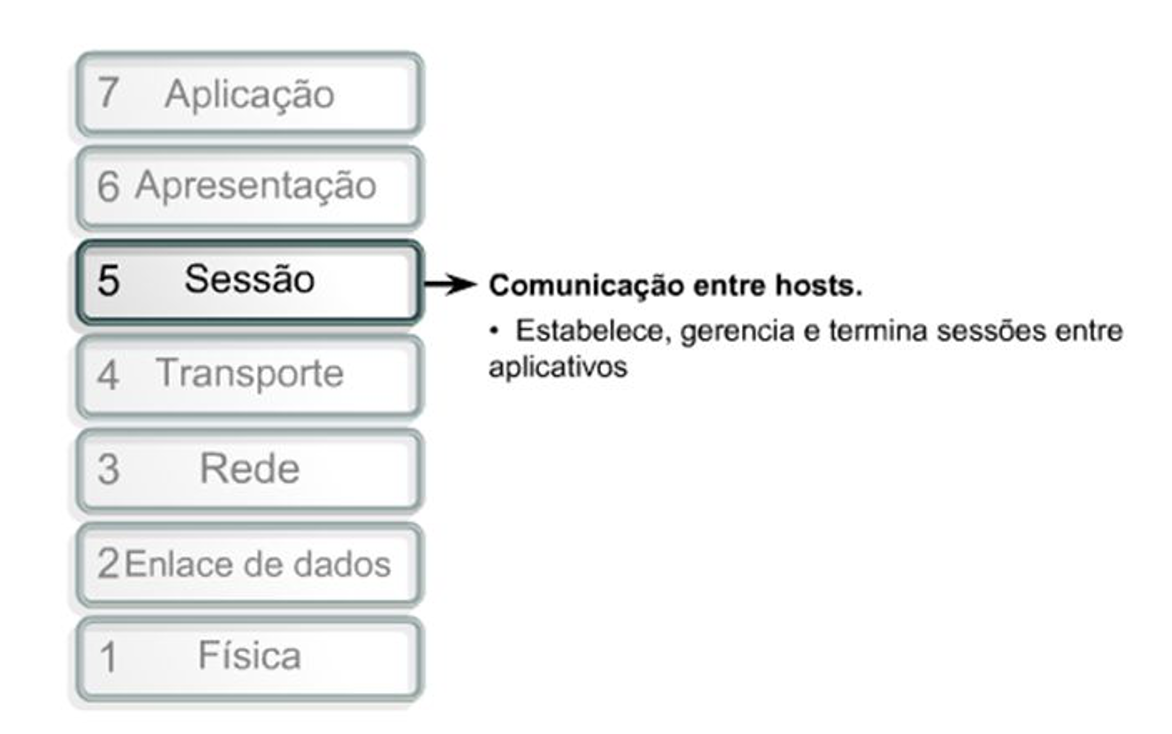 7 Aplicação
6 Apresentação
5 Sessão
Comunicação entre hosts.
• Estabelece, gerencia e termina sessões entre
aplicativos
4 Transporte
3 Rede
2 Enlace de dados
1 Física